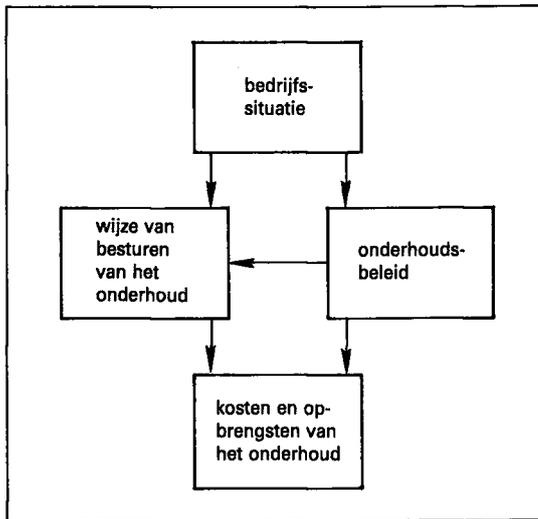 bedrijfs-
situatie
wijze van
besturen
van het
onderhoud
onderhouds-
beleid
kosten en op-
brengsten van
het onderhoud